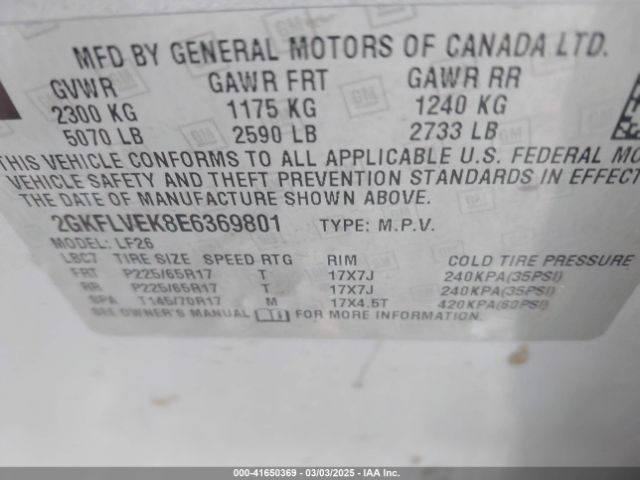 MFD BY GENERAL MOTORS OF CANADA LTD.
GVWR GAWR FRT GAWR RR
2300 KG 1175 KG 1240 KG
5070 LB 2590 LB 2733 LB
THIS VEHICLE CONFORMS TO ALL APPLICABLE U.S. FEDERAL MO
VEHICLE SAFETY AND THEFT PREVENTION STANDARDS IN EFFECT
THE DATE OF MANUFACTURE SHOWN ABOVE.
2GKFLVEK8E6369801 TYPE: M.P.V.
MODEL: LF26
LBC7 TIRE SIZE SPEED RTG RIM COLD TIRE PRESSURE
FRT P225/65R17 T 17X7J 240KPA(35PSI)
RR P225/65R17 T 17X7J 240KPA(35PSI)
SPA T145/70R17 M 17X4.5T 420KPA(60PSI)
SEE OWNER'S MANUAL FOR MORE INFORMATION.
000-41650369 | 03/03/2025 - IAA Inc.